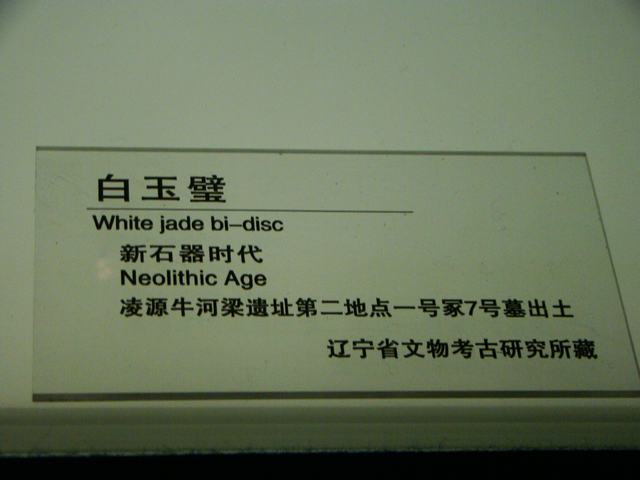 白玉璧
White jade bi-disc
新石器时代
Neolithic Age
凌源牛河梁遗址第二地点一号冢7号墓出土
辽宁省文物考古研究所藏